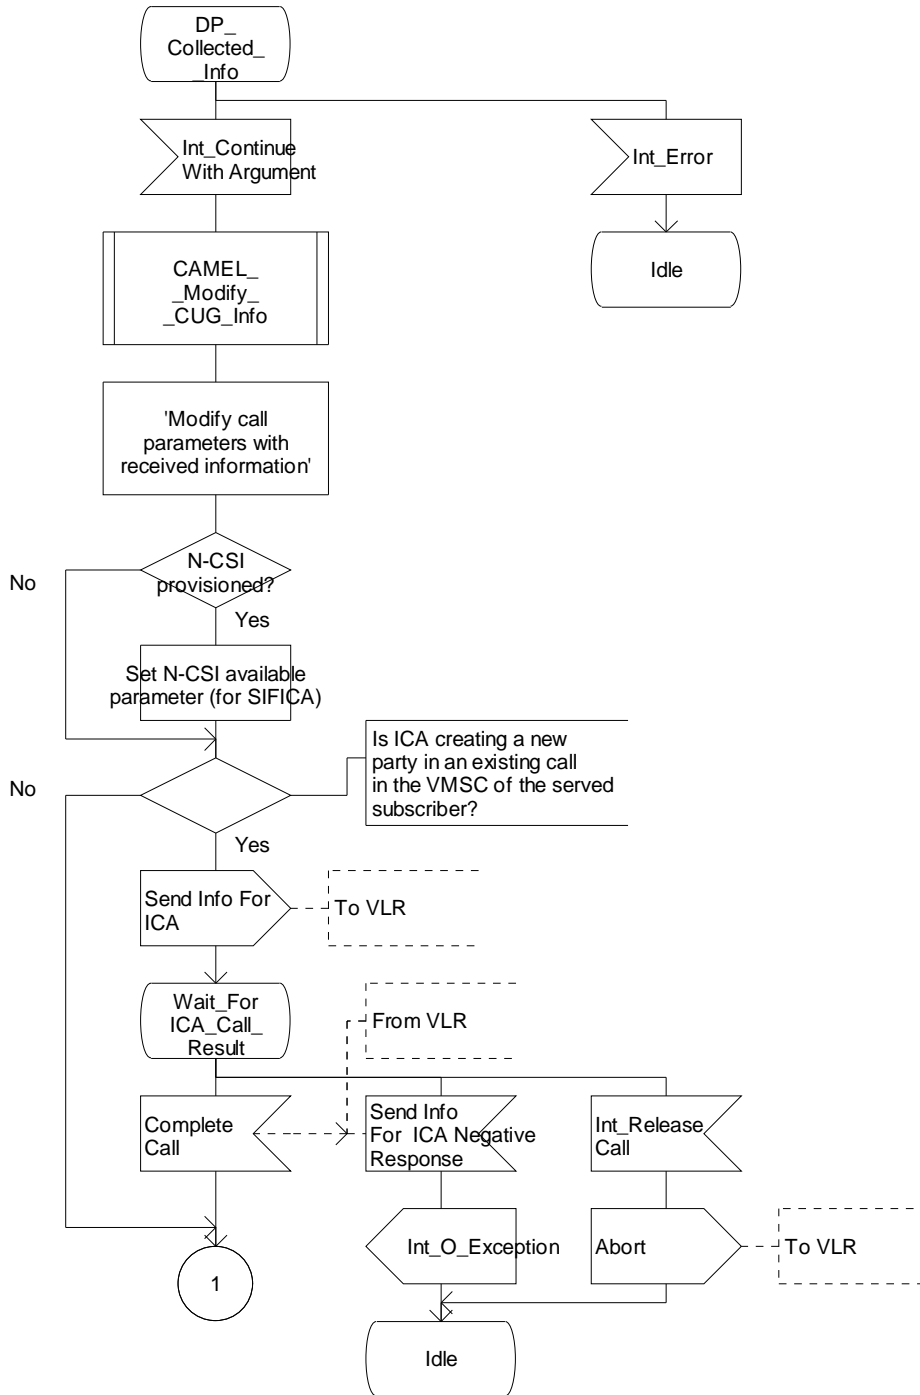 DP_
Collected_
_Info
Int_Continue
With Argument
Int_Error
CAMEL_
_Modify_
_CUG_Info
Idle
'Modify call
parameters with
received information'
N-CSI
provisioned?
No
Yes
Set N-CSI available
parameter (for SIFICA)
Is ICA creating a new
party in an existing call
in the VMSC of the served
subscriber?
No
Yes
Send Info For
ICA
To VLR
Wait_For
ICA_Call_
Result
From VLR
Complete
Call
Send Info
For ICA Negative
Response
Int_Release
Call
Int_O_Exception
Abort
To VLR
1
Idle